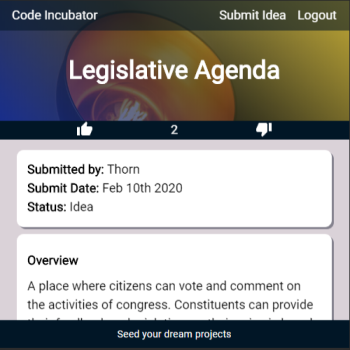 Code Incubator Submit Idea Logout
Legislative Agenda
2
Submitted by: Thorn
Submit Date: Feb 10th 2020
Status: Idea
Overview
A place where citizens can vote and comment on
the activities of congress. Constituents can provide
Seed your dream projects